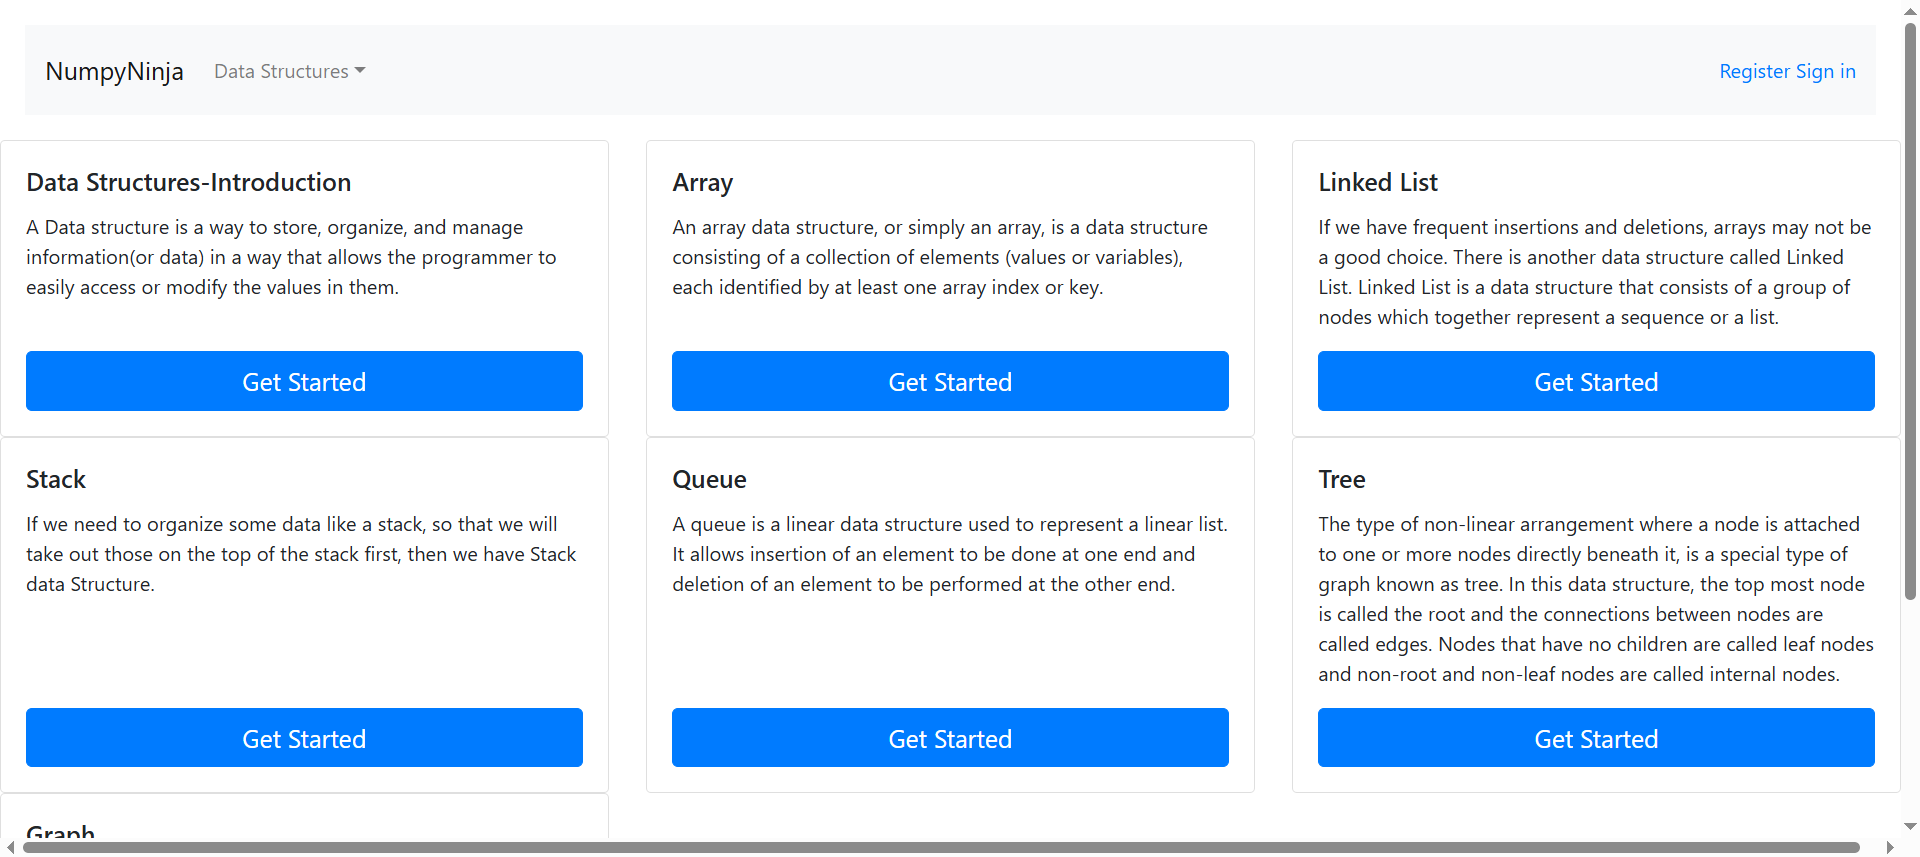 NumpyNinja
Data Structures
Register Sign in
Data Structures-Introduction
A Data structure is a way to store, organize, and manage
information(or data) in a way that allows the programmer to
easily access or modify the values in them.
Get Started
Array
An array data structure, or simply an array, is a data structure
consisting of a collection of elements (values or variables),
each identified by at least one array index or key.
Get Started
Linked List
If we have frequent insertions and deletions, arrays may not be
a good choice. There is another data structure called Linked
List. Linked List is a data structure that consists of a group of
nodes which together represent a sequence or a list.
Get Started
Stack
If we need to organize some data like a stack, so that we will
take out those on the top of the stack first, then we have Stack
data Structure.
Get Started
Queue
A queue is a linear data structure used to represent a linear list.
It allows insertion of an element to be done at one end and
deletion of an element to be performed at the other end.
Get Started
Tree
The type of non-linear arrangement where a node is attached
to one or more nodes directly beneath it, is a special type of
graph known as tree. In this data structure, the top most node
is called the root and the connections between nodes are
called edges. Nodes that have no children are called leaf nodes
and non-root and non-leaf nodes are called internal nodes.
Get Started
Graph